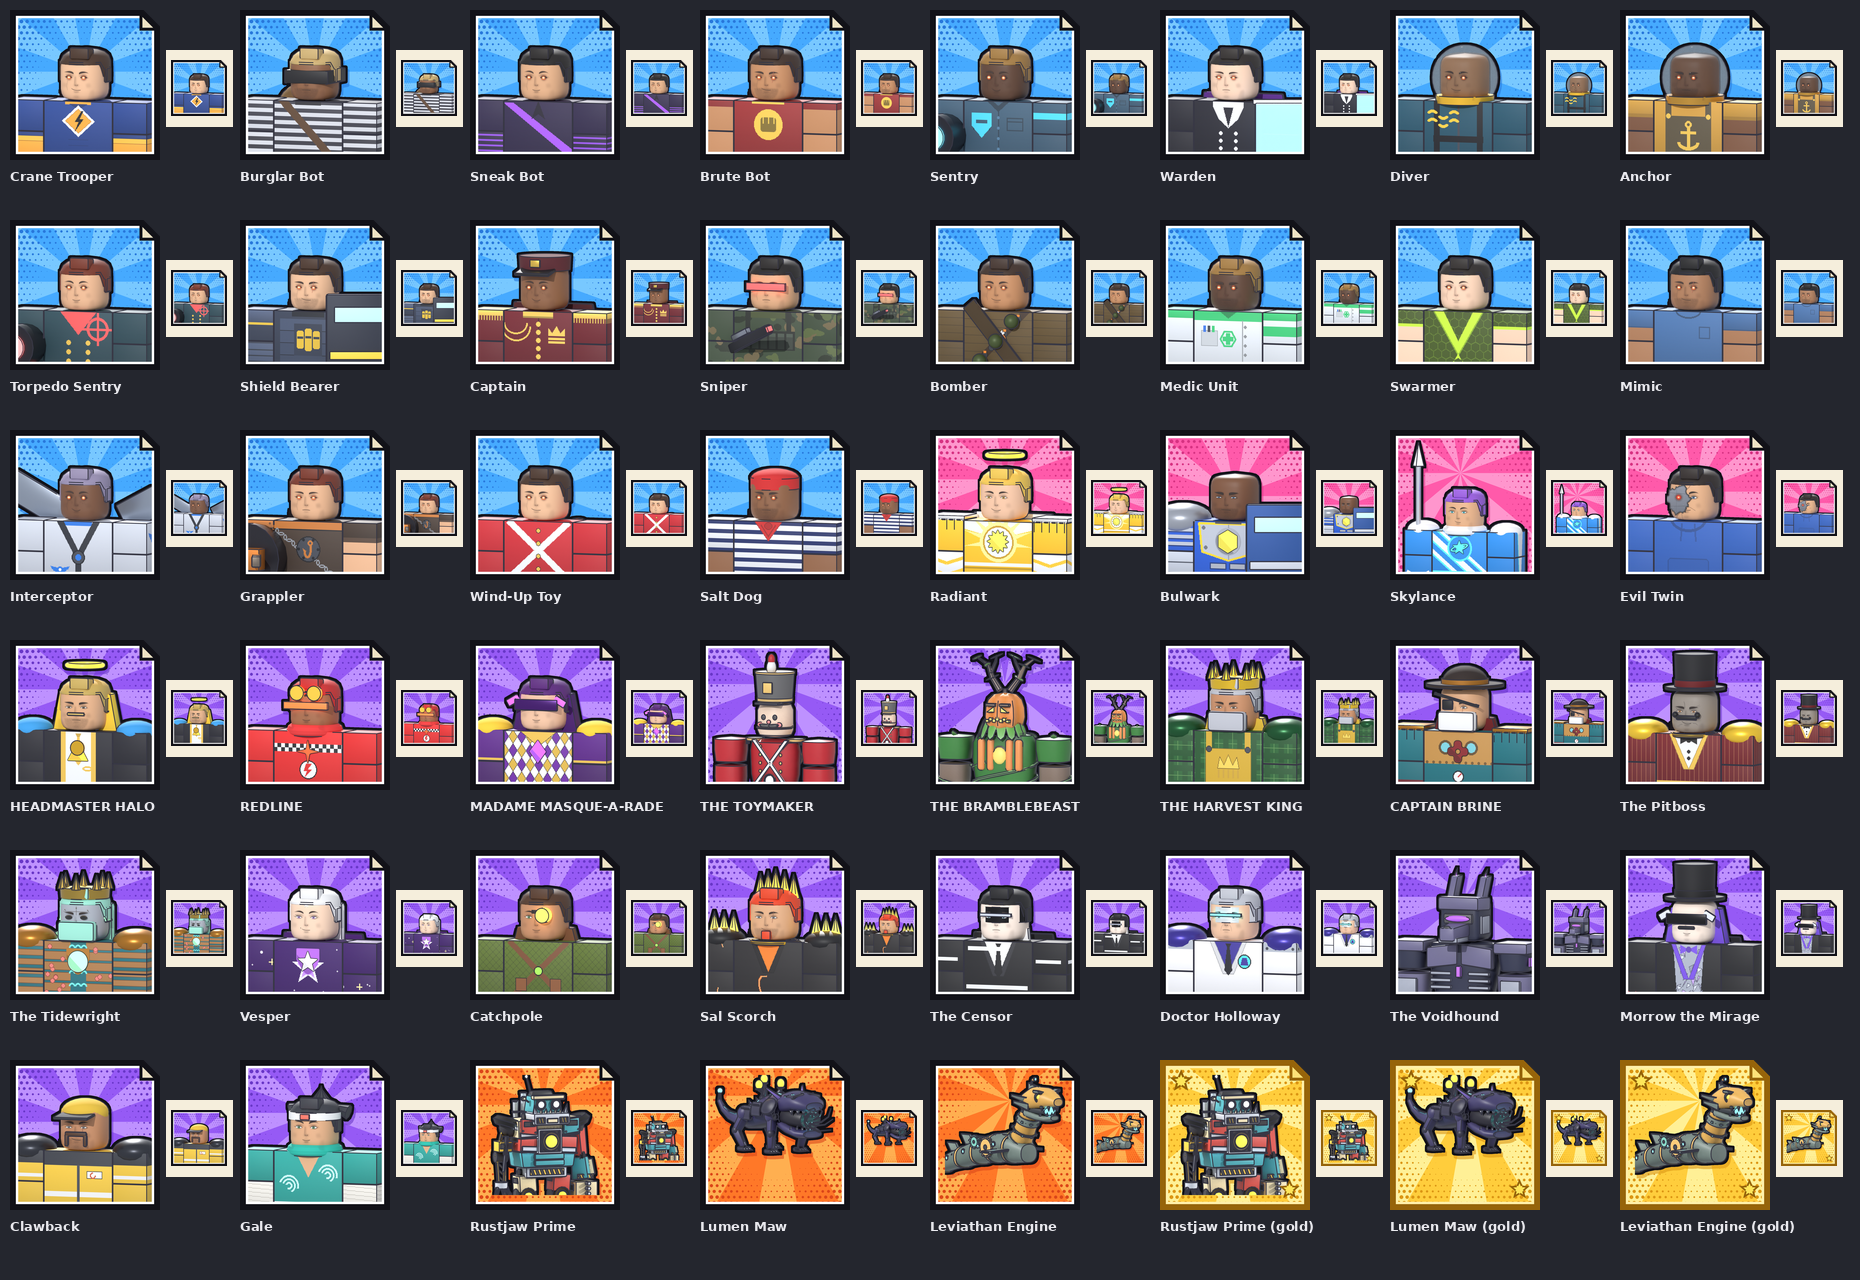 Crane Trooper
Burglar Bot
Sneak Bot
Brute Bot
Sentry
Warden
Diver
Anchor
Torpedo Sentry
Shield Bearer
Captain
Sniper
Bomber
Medic Unit
Swarmer
Mimic
Interceptor
Grappler
Wind-Up Toy
Salt Dog
Radiant
Bulwark
Skylance
Evil Twin
HEADMASTER HALO
REDLINE
MADAME MASQUE-A-RADE
THE TOYMAKER
THE BRAMBLEBEAST
THE HARVEST KING
CAPTAIN BRINE
The Pitboss
The Tidewright
Vesper
Catchpole
Sal Scorch
The Censor
Doctor Holloway
The Voidhound
Morrow the Mirage
Clawback
Gale
Rustjaw Prime
Lumen Maw
Leviathan Engine
Rustjaw Prime (gold)
Lumen Maw (gold)
Leviathan Engine (gold)